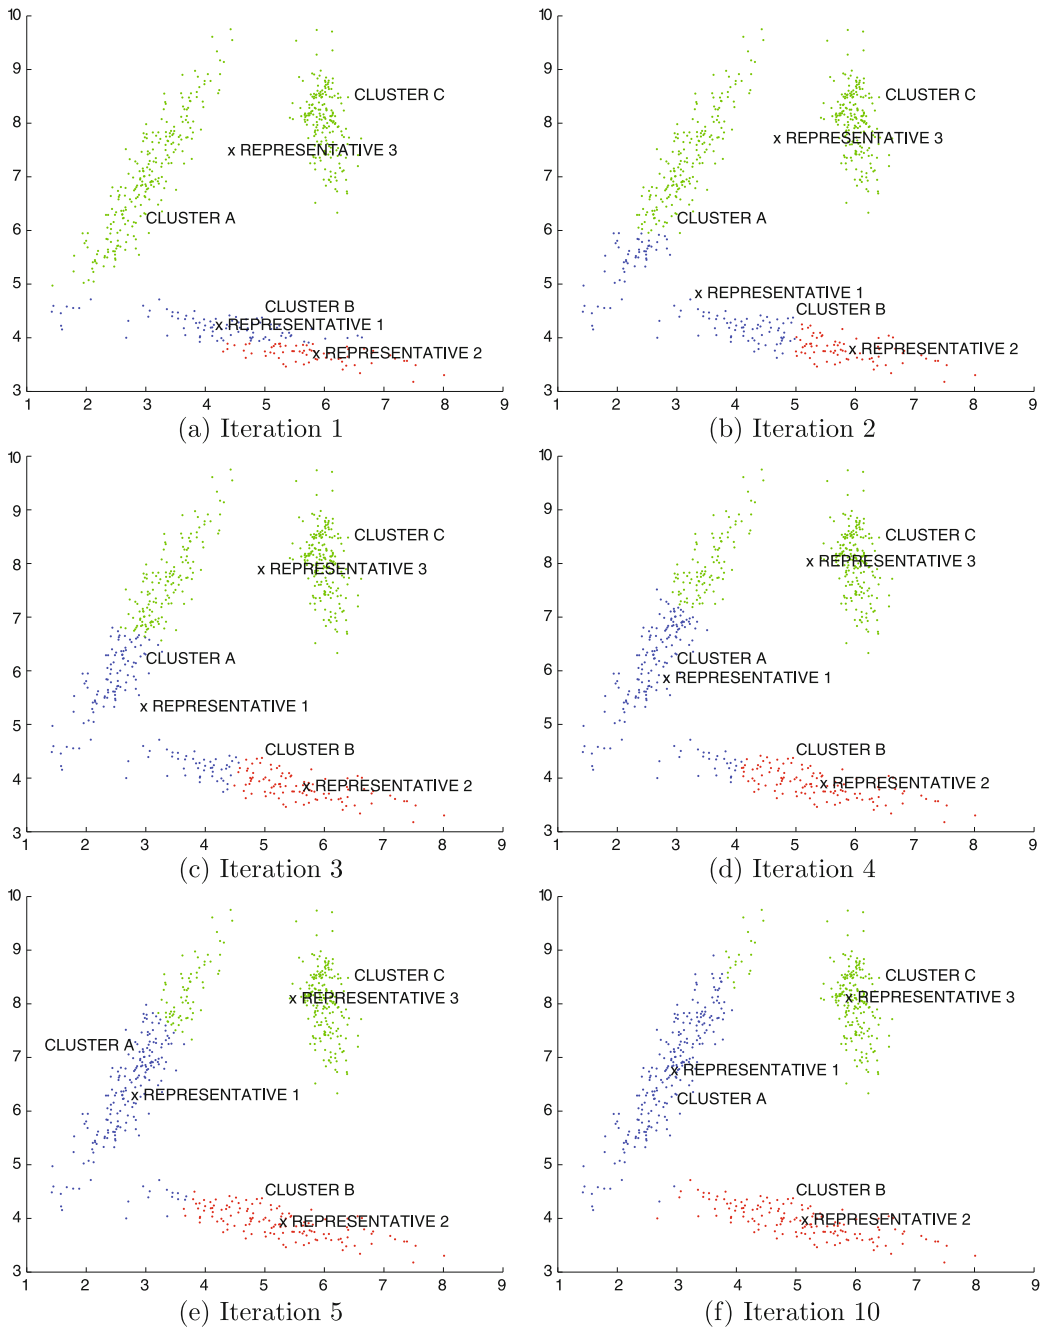 10
9
8
7
6
5
4
3
CLUSTER C
x REPRESENTATIVE 3
CLUSTER A
CLUSTER B
x REPRESENTATIVE 1
x REPRESENTATIVE 2
1 2 3 4 5 6 7 8 9
(a) Iteration 1
10
9
8
7
6
5
4
3
CLUSTER C
x REPRESENTATIVE 3
CLUSTER A
x REPRESENTATIVE 1
CLUSTER B
x REPRESENTATIVE 2
1 2 3 4 5 6 7 8 9
(b) Iteration 2
10
9
8
7
6
5
4
3
CLUSTER C
x REPRESENTATIVE 3
CLUSTER A
x REPRESENTATIVE 1
CLUSTER B
x REPRESENTATIVE 2
1 2 3 4 5 6 7 8 9
(c) Iteration 3
10
9
8
7
6
5
4
3
CLUSTER C
x REPRESENTATIVE 3
CLUSTER A
x REPRESENTATIVE 1
CLUSTER B
x REPRESENTATIVE 2
1 2 3 4 5 6 7 8 9
(d) Iteration 4
10
9
8
7
6
5
4
3
CLUSTER C
x REPRESENTATIVE 3
CLUSTER A
x REPRESENTATIVE 1
CLUSTER B
x REPRESENTATIVE 2
1 2 3 4 5 6 7 8 9
(e) Iteration 5
10
9
8
7
6
5
4
3
CLUSTER C
x REPRESENTATIVE 3
x REPRESENTATIVE 1
CLUSTER A
CLUSTER B
x REPRESENTATIVE 2
1 2 3 4 5 6 7 8 9
(f) Iteration 10